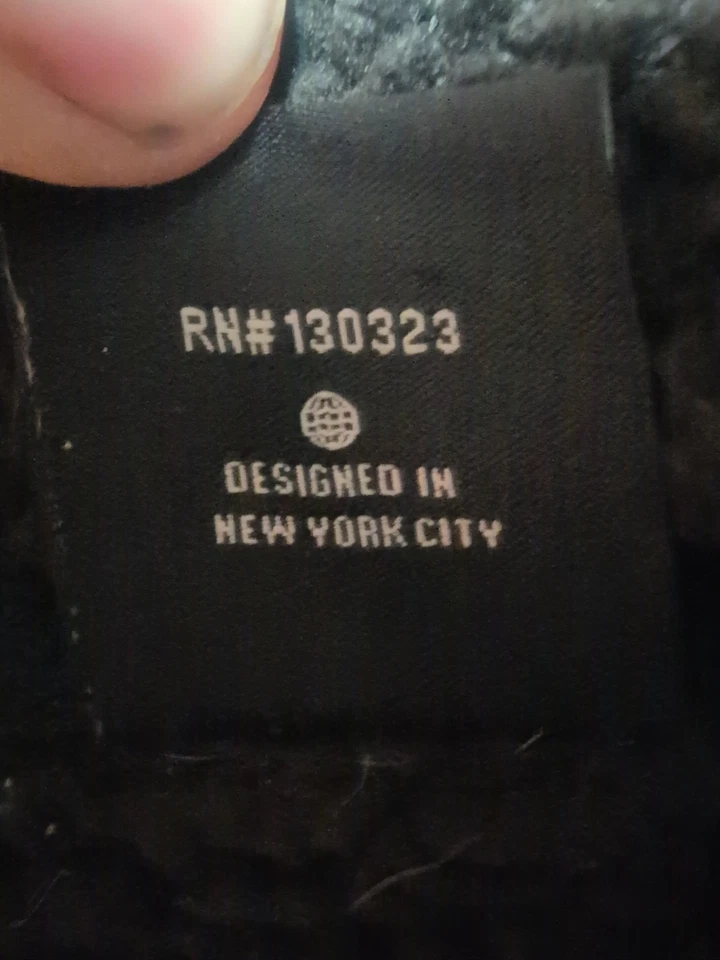 RN#130323
DESIGNED IN
NEW YORK CITY